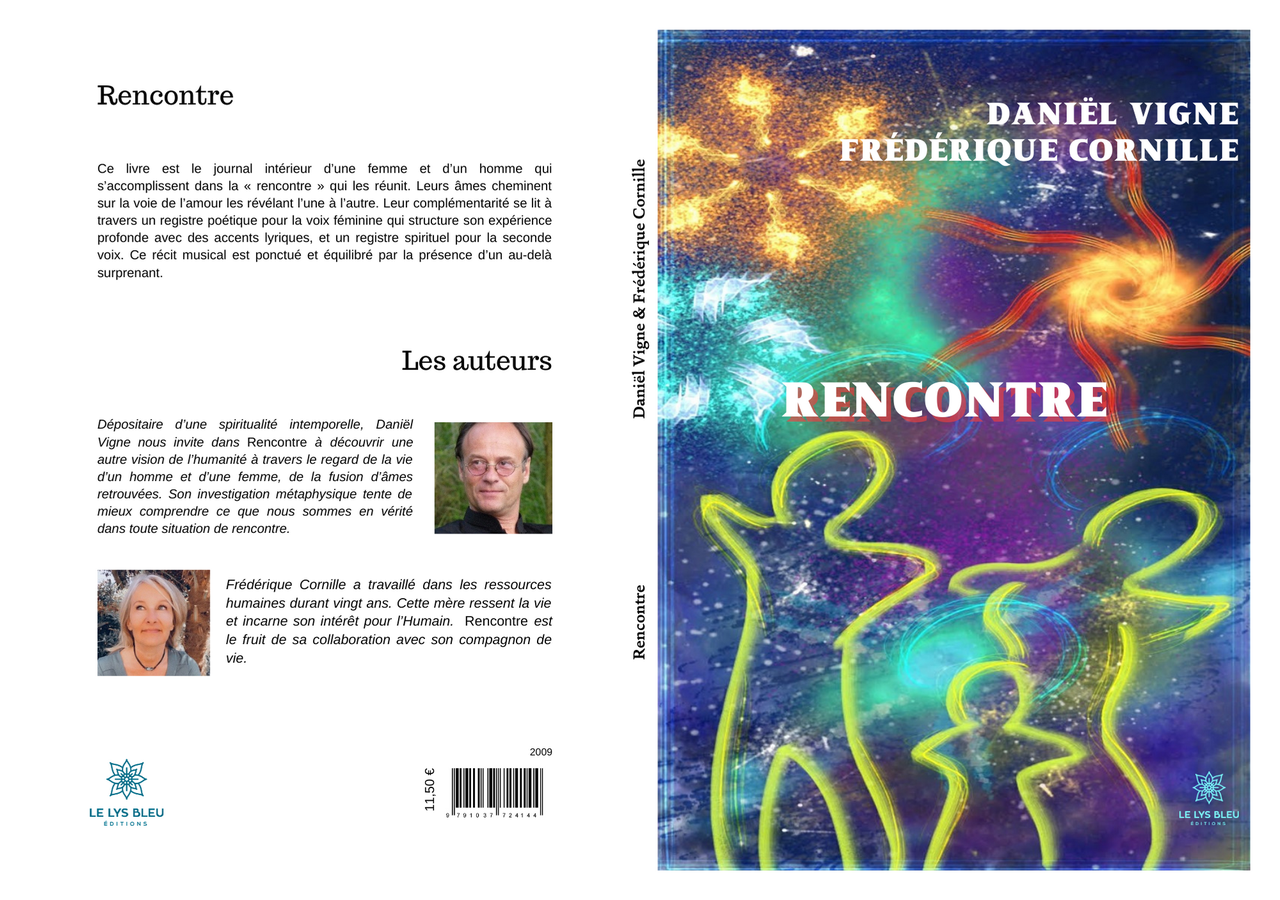 Rencontre
Ce livre est le journal intérieur d’une femme et d’un homme qui
s’accomplissent dans la « rencontre » qui les réunit. Leurs âmes cheminent
sur la voie de l’amour les révélant l’une à l’autre. Leur complémentarité se lit à
travers un registre poétique pour la voix féminine qui structure son expérience
profonde avec des accents lyriques, et un registre spirituel pour la seconde
voix. Ce récit musical est ponctué et équilibré par la présence d’un au-delà
surprenant.
Les auteurs
Dépositaire d’une spiritualité intemporelle, Daniël
Vigne nous invite dans Rencontre à découvrir une
autre vision de l’humanité à travers le regard de la vie
d’un homme et d’une femme, de la fusion d’âmes
retrouvées. Son investigation métaphysique tente de
mieux comprendre ce que nous sommes en vérité
dans toute situation de rencontre.
Frédérique Cornille a travaillé dans les ressources
humaines durant vingt ans. Cette mère ressent la vie
et incarne son intérêt pour l’Humain. Rencontre est
le fruit de sa collaboration avec son compagnon de
vie.
LE LYS BLEU
ÉDITIONS
2009
11,50 €
9 791037 724144
Daniël Vigne & Frédérique Cornille
Rencontre
DANIËL VIGNE
FRÉDÉRIQUE CORNILLE
RENCONTRE
LE LYS BLEU
ÉDITIONS